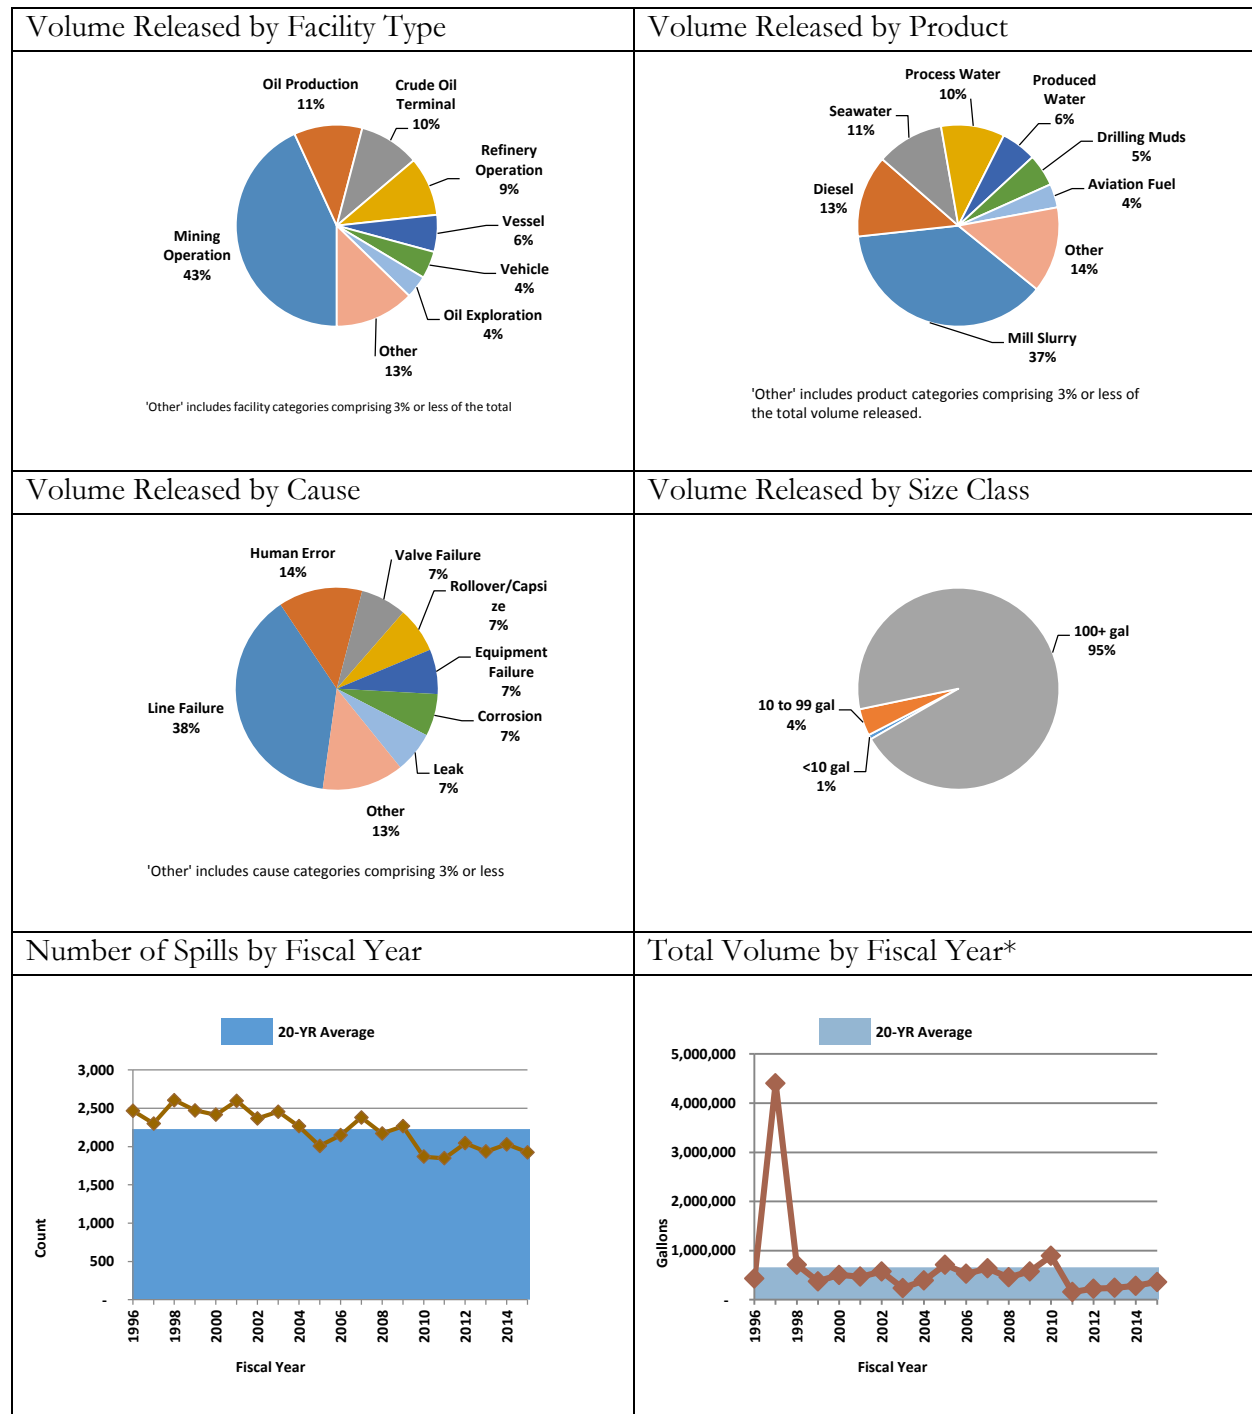 Volume Released by Facility Type
Oil Production
11%
Crude Oil
Terminal
10%
Refinery
Operation
9%
Vessel
6%
Vehicle
4%
Oil Exploration
4%
Other
13%
Mining
Operation
43%
'Other' includes facility categories comprising 3% or less of the total
Volume Released by Product
Process Water
10%
Produced
Water
6%
Drilling Muds
5%
Aviation Fuel
4%
Other
14%
Mill Slurry
37%
Diesel
13%
Seawater
11%
'Other' includes product categories comprising 3% or less of
the total volume released.
Volume Released by Cause
Human Error
14%
Valve Failure
7%
Rollover/Capsi
ze
7%
Equipment
Failure
7%
Corrosion
7%
Leak
7%
Other
13%
Line Failure
38%
'Other' includes cause categories comprising 3% or less
Volume Released by Size Class
100+ gal
95%
10 to 99 gal
4%
<10 gal
1%
Number of Spills by Fiscal Year
20-YR Average
3,000
2,500
2,000
1,500
1,000
500
-
Count
1996
1998
2000
2002
2004
2006
2008
2010
2012
2014
Fiscal Year
Total Volume by Fiscal Year*
20-YR Average
5,000,000
4,000,000
3,000,000
2,000,000
1,000,000
-
Gallons
1996
1998
2000
2002
2004
2006
2008
2010
2012
2014
Fiscal Year